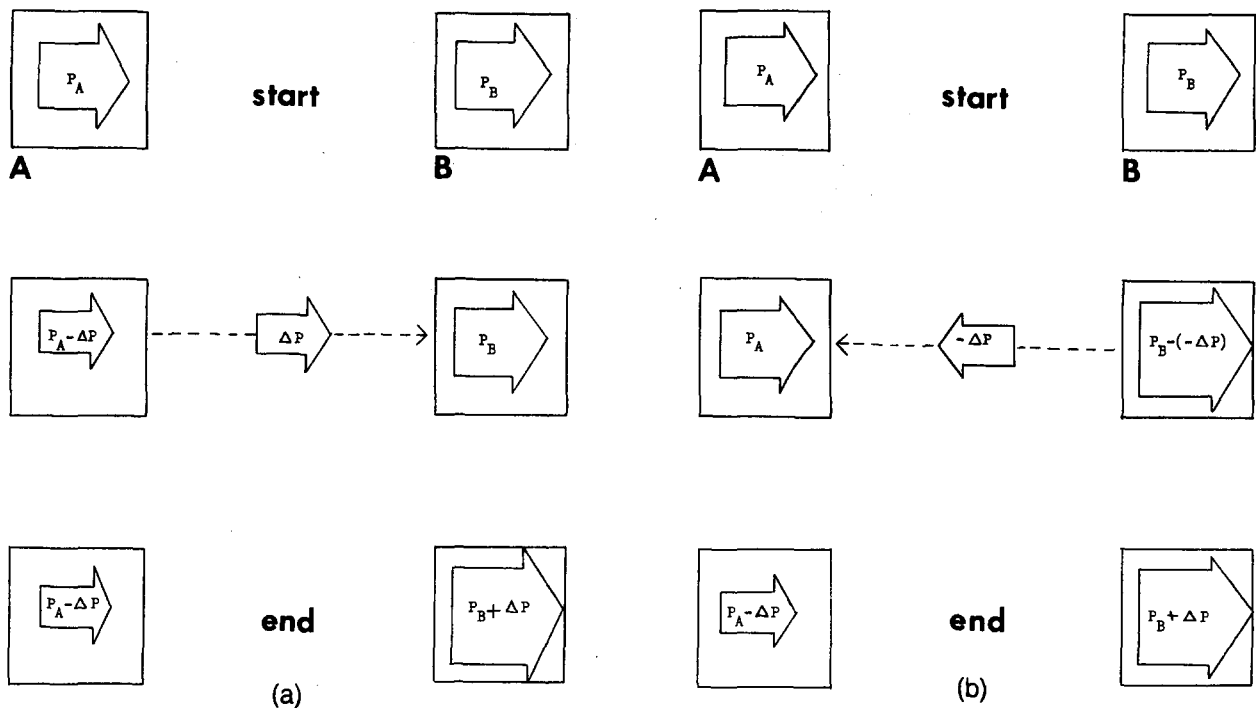 P_A start P_B P_A start P_B
A B A B
P_A-ΔP ΔP P_B P_A -ΔP P_B-(-ΔP)
P_A-ΔP end P_B+ΔP P_A-ΔP end P_B+ΔP
(a) (b)